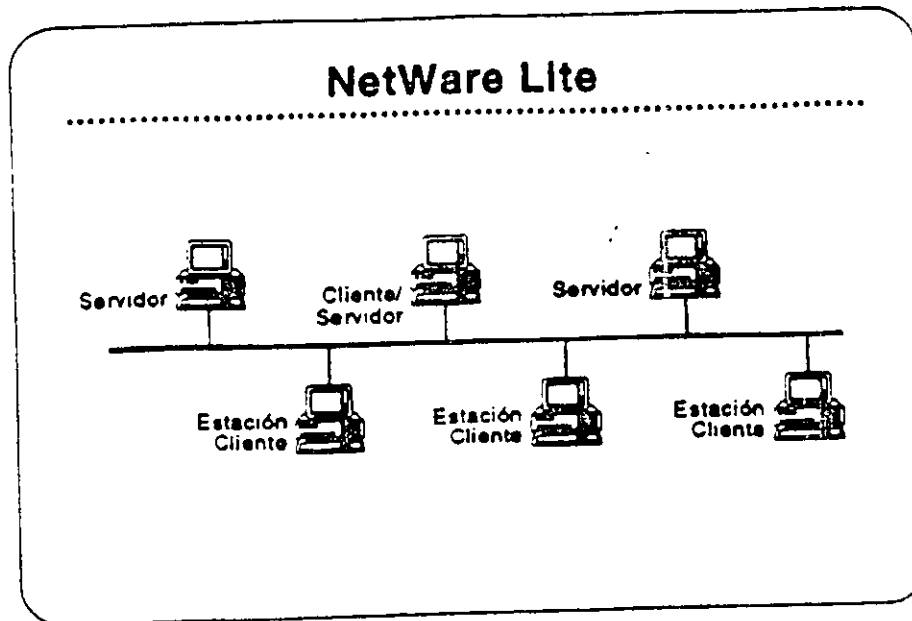 NetWare Lite
Servidor
Cliente/
Servidor
Servidor
Estación
Cliente
Estación
Cliente
Estación
Cliente